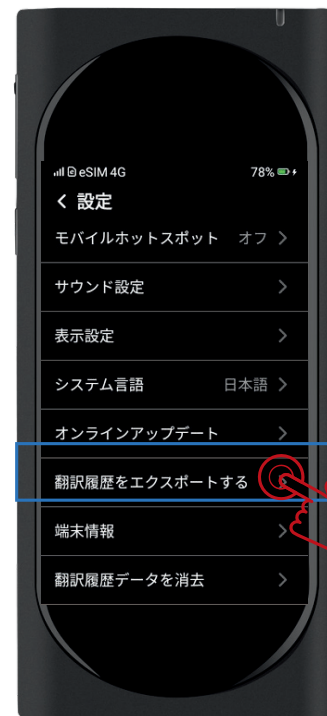 eSIM 4G 78%
設定
モバイルホットスポット オフ
サウンド設定
表示設定
システム言語 日本語
オンラインアップデート
翻訳履歴をエクスポートする
端末情報
翻訳履歴データを消去